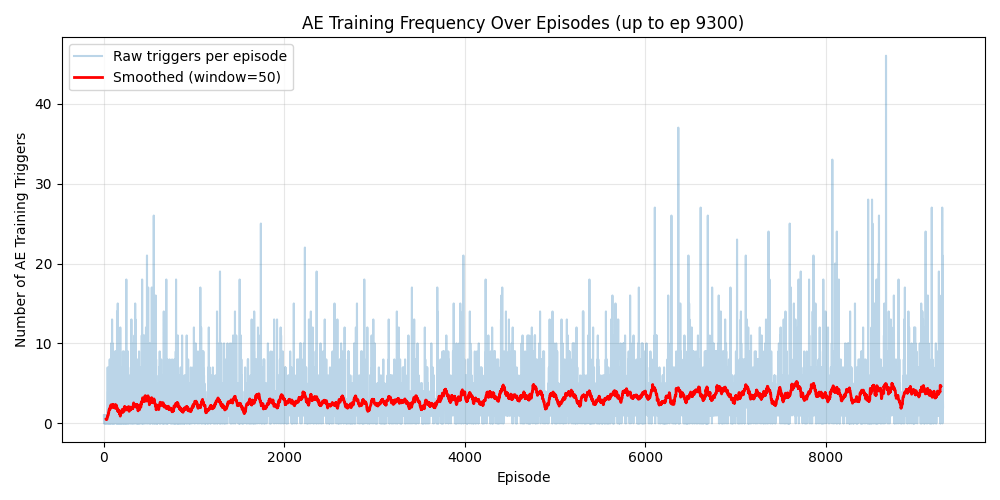 AE Training Frequency Over Episodes (up to ep 9300)
Raw triggers per episode
Smoothed (window=50)
Number of AE Training Triggers
40
30
20
10
0
0 2000 4000 6000 8000
Episode